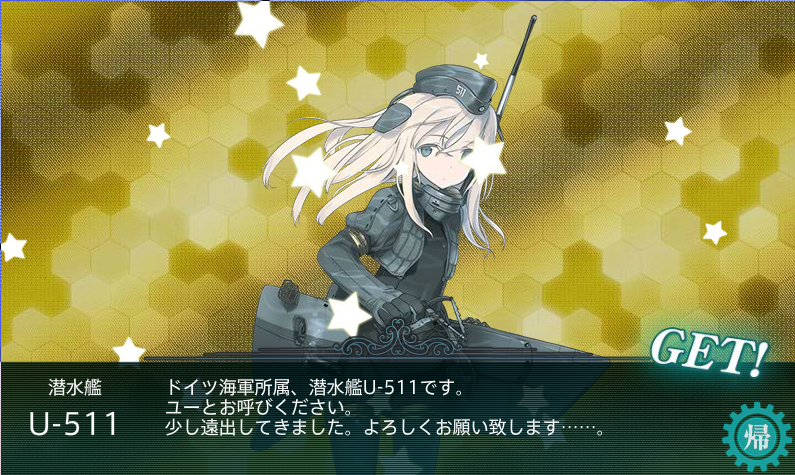 511
GET!
潜水艦
U-511
ドイツ海軍所属、潜水艦U-511です。
ユーとお呼びください。
少し遠出してきました。よろしくお願い致します……。
帰